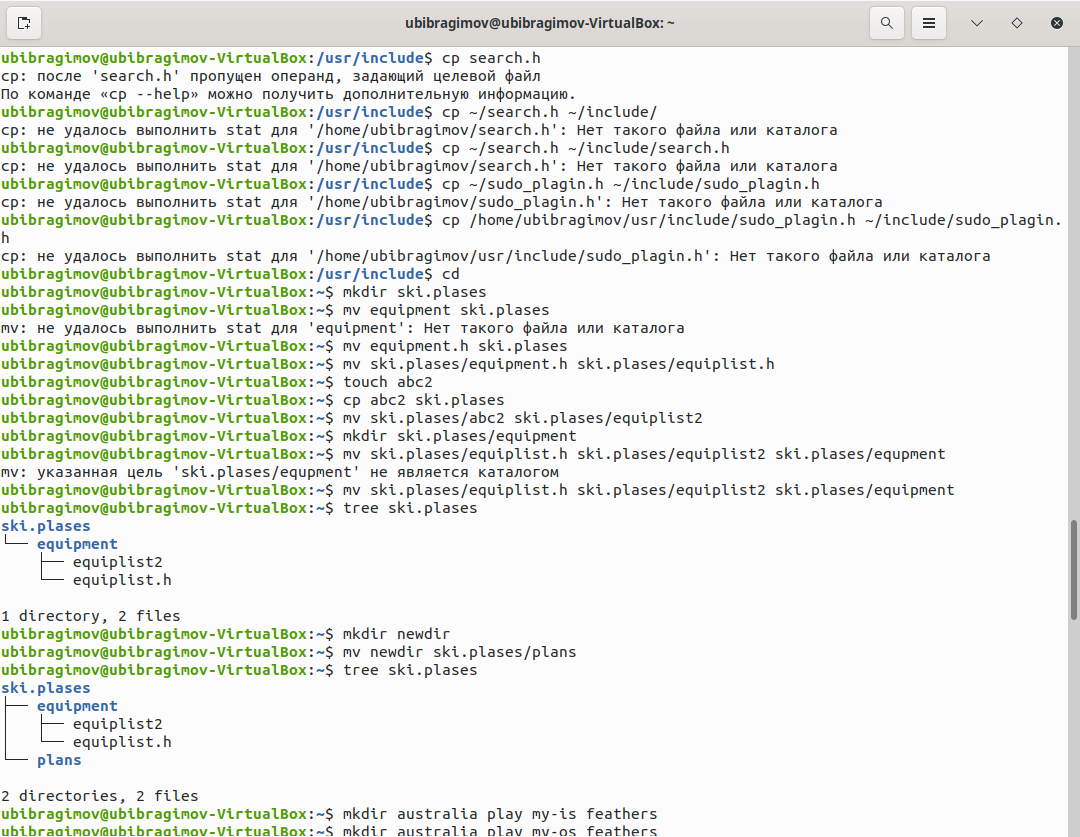 ubibragimov@ubibragimov-VirtualBox: ~
ubibragimov@ubibragimov-VirtualBox:/usr/include$ cp search.h
cp: после 'search.h' пропущен операнд, задающий целевой файл
По команде «cp --help» можно получить дополнительную информацию.
ubibragimov@ubibragimov-VirtualBox:/usr/include$ cp ~/search.h ~/include/
cp: не удалось выполнить stat для '/home/ubibragimov/search.h': Нет такого файла или каталога
ubibragimov@ubibragimov-VirtualBox:/usr/include$ cp ~/search.h ~/include/search.h
cp: не удалось выполнить stat для '/home/ubibragimov/search.h': Нет такого файла или каталога
ubibragimov@ubibragimov-VirtualBox:/usr/include$ cp ~/sudo_plagin.h ~/include/sudo_plagin.h
cp: не удалось выполнить stat для '/home/ubibragimov/sudo_plagin.h': Нет такого файла или каталога
ubibragimov@ubibragimov-VirtualBox:/usr/include$ cp /home/ubibragimov/usr/include/sudo_plagin.h ~/include/sudo_plagin.
h
cp: не удалось выполнить stat для '/home/ubibragimov/usr/include/sudo_plagin.h': Нет такого файла или каталога
ubibragimov@ubibragimov-VirtualBox:/usr/include$ cd
ubibragimov@ubibragimov-VirtualBox:~$ mkdir ski.plases
ubibragimov@ubibragimov-VirtualBox:~$ mv equipment ski.plases
mv: не удалось выполнить stat для 'equipment': Нет такого файла или каталога
ubibragimov@ubibragimov-VirtualBox:~$ mv equipment.h ski.plases
ubibragimov@ubibragimov-VirtualBox:~$ mv ski.plases/equipment.h ski.plases/equiplist.h
ubibragimov@ubibragimov-VirtualBox:~$ touch abc2
ubibragimov@ubibragimov-VirtualBox:~$ cp abc2 ski.plases
ubibragimov@ubibragimov-VirtualBox:~$ mv ski.plases/abc2 ski.plases/equiplist2
ubibragimov@ubibragimov-VirtualBox:~$ mkdir ski.plases/equipment
ubibragimov@ubibragimov-VirtualBox:~$ mv ski.plases/equiplist.h ski.plases/equiplist2 ski.plases/equpment
mv: указанная цель 'ski.plases/equpment' не является каталогом
ubibragimov@ubibragimov-VirtualBox:~$ mv ski.plases/equiplist.h ski.plases/equiplist2 ski.plases/equipment
ubibragimov@ubibragimov-VirtualBox:~$ tree ski.plases
ski.plases
└── equipment
    ├── equiplist2
    └── equiplist.h
1 directory, 2 files
ubibragimov@ubibragimov-VirtualBox:~$ mkdir newdir
ubibragimov@ubibragimov-VirtualBox:~$ mv newdir ski.plases/plans
ubibragimov@ubibragimov-VirtualBox:~$ tree ski.plases
ski.plases
├── equipment
│   ├── equiplist2
│   └── equiplist.h
└── plans
2 directories, 2 files
ubibragimov@ubibragimov-VirtualBox:~$ mkdir australia play my-is feathers
ubibragimov@ubibragimov-VirtualBox:~$ mkdir australia play my-os feathers